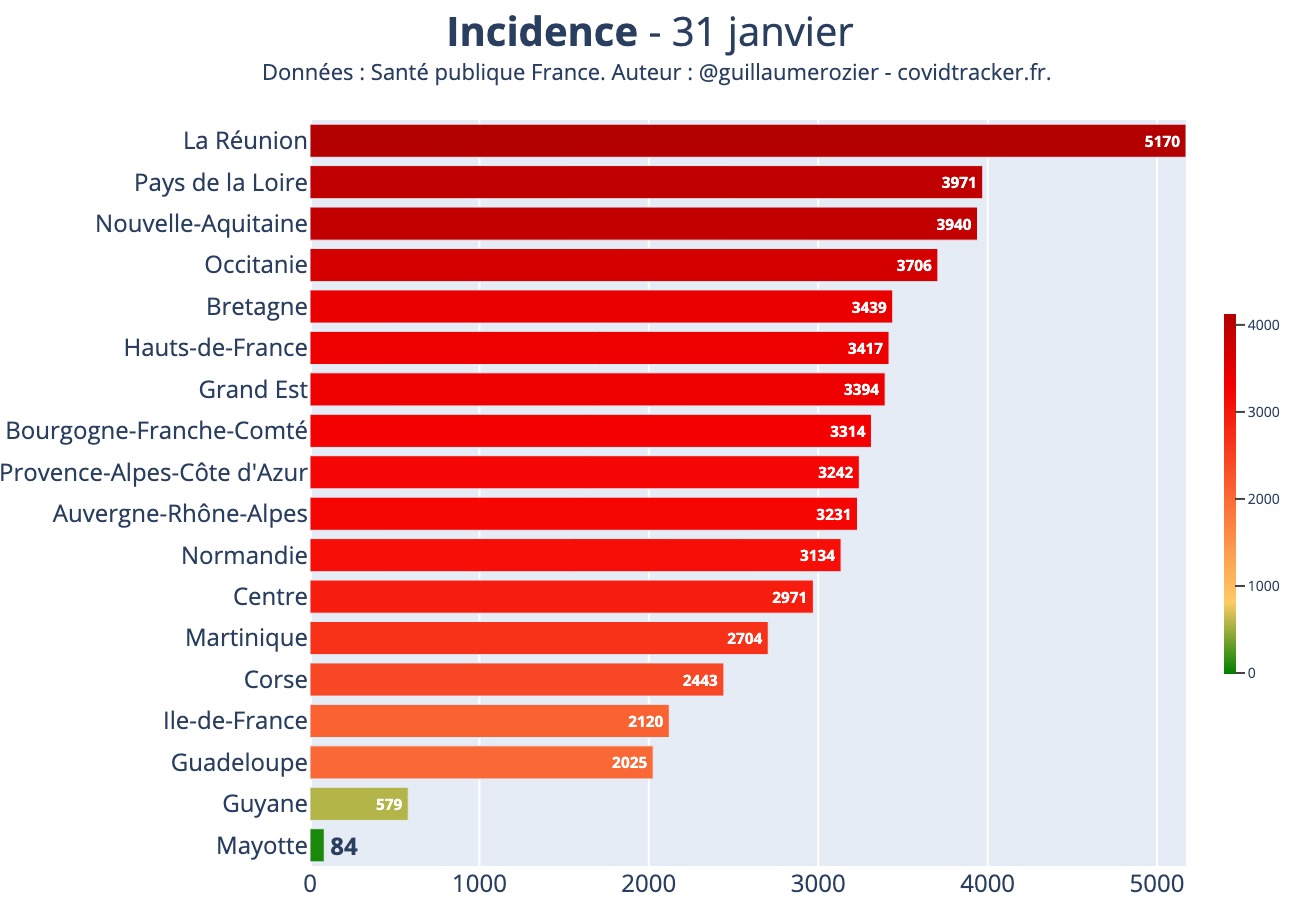 Incidence - 31 janvier
Données : Santé publique France. Auteur : @guillaumerozier - covidtracker.fr.
La Réunion 5170
Pays de la Loire 3971
Nouvelle-Aquitaine 3940
Occitanie 3706
Bretagne 3439
Hauts-de-France 3417
Grand Est 3394
Bourgogne-Franche-Comté 3314
Provence-Alpes-Côte d'Azur 3242
Auvergne-Rhône-Alpes 3231
Normandie 3134
Centre 2971
Martinique 2704
Corse 2443
Ile-de-France 2120
Guadeloupe 2025
Guyane 579
Mayotte 84
0 1000 2000 3000 4000 5000
4000
3000
2000
1000
0